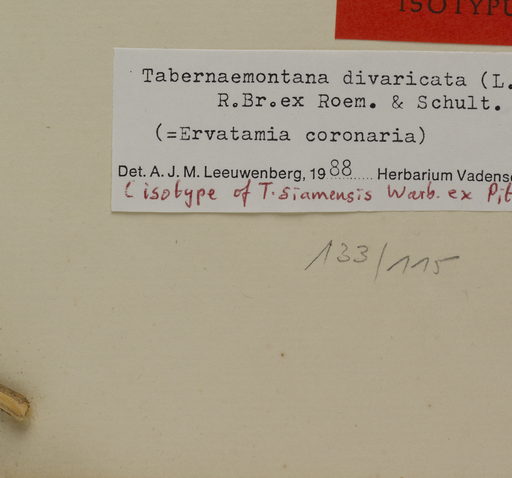 ISOTYPU
Tabernaemontana divaricata (L.
R.Br.ex Roem. & Schult.
(=Ervatamia coronaria)
Det. A. J. M. Leeuwenberg, 1988 Herbarium Vadense
(isotype of T. siamensis Warb. ex Pit
133/115